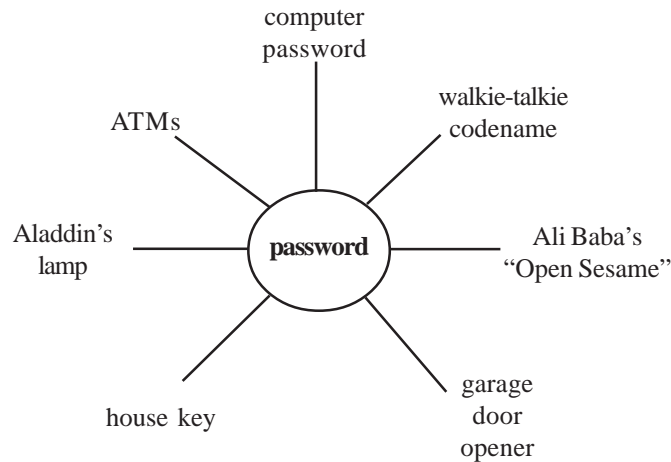 computer
password
walkie-talkie
codename
ATMs
Aladdin's
lamp
password
Ali Baba's
“Open Sesame”
house key
garage
door
opener